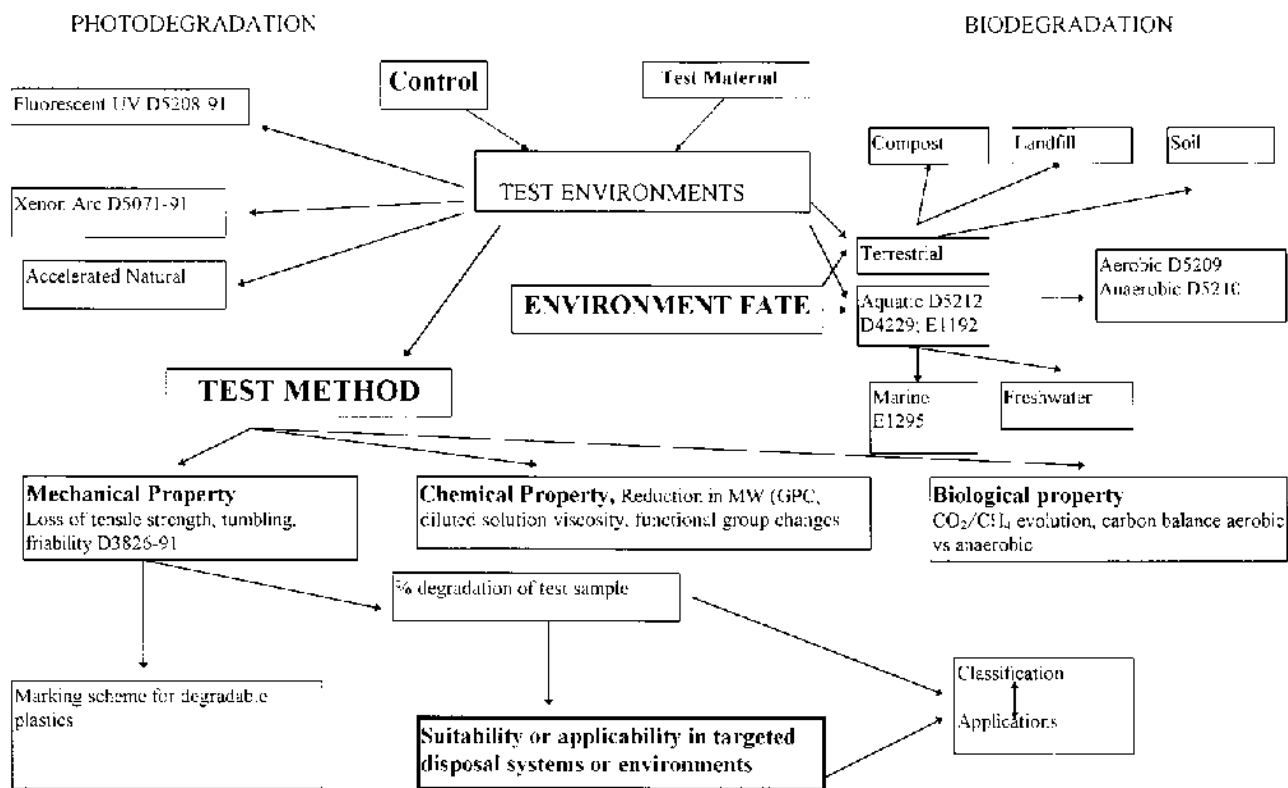 PHOTODEGRADATION
BIODEGRADATION
Control
Test Material
Fluorescent UV D5208-91
Compost
Landfill
Soil
TEST ENVIRONMENTS
Xenon Arc D5071-91
Terrestrial
Accelerated Natural
Aerobic D5209
Anaerobic D5210
ENVIRONMENT FATE
Aquatic D5212
D4229; E1192
TEST METHOD
Marine
E1295
Freshwater
Mechanical Property
Loss of tensile strength, tumbling,
friability D3826-91
Chemical Property, Reduction in MW (GPC,
diluted solution viscosity, functional group changes
Biological property
CO₂/CH₄ evolution, carbon balance aerobic
vs anaerobic
% degradation of test sample
Marking scheme for degradable
plastics
Classification
Applications
Suitability or applicability in targeted
disposal systems or environments